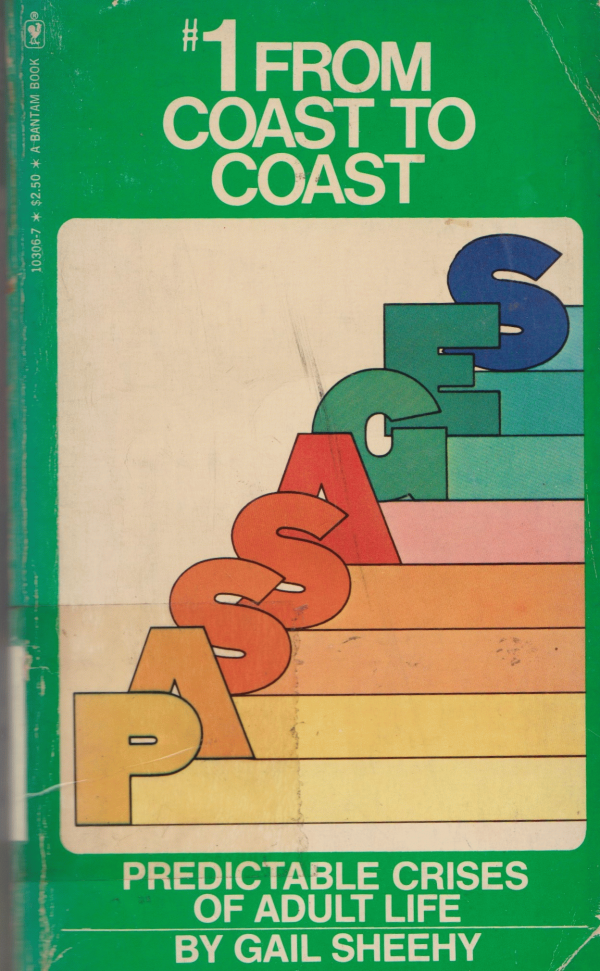 #1 FROM
COAST TO
COAST
10306-7 ★ $2.50 ★ A BANTAM BOOK
PASSAGES
PREDICTABLE CRISES
OF ADULT LIFE
BY GAIL SHEEHY